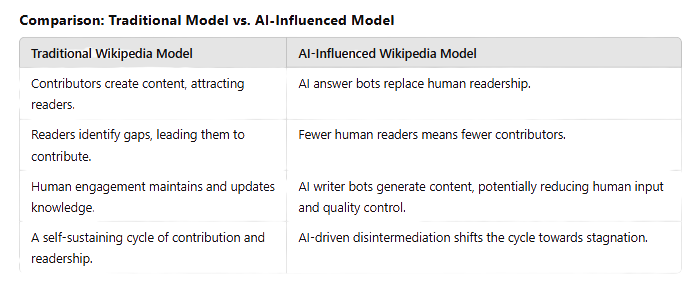 Comparison: Traditional Model vs. AI-Influenced Model
Traditional Wikipedia Model
AI-Influenced Wikipedia Model
Contributors create content, attracting
readers.
AI answer bots replace human readership.
Readers identify gaps, leading them to
contribute.
Fewer human readers means fewer contributors.
Human engagement maintains and updates
knowledge.
AI writer bots generate content, potentially reducing human input
and quality control.
A self-sustaining cycle of contribution and
readership.
AI-driven disintermediation shifts the cycle towards stagnation.